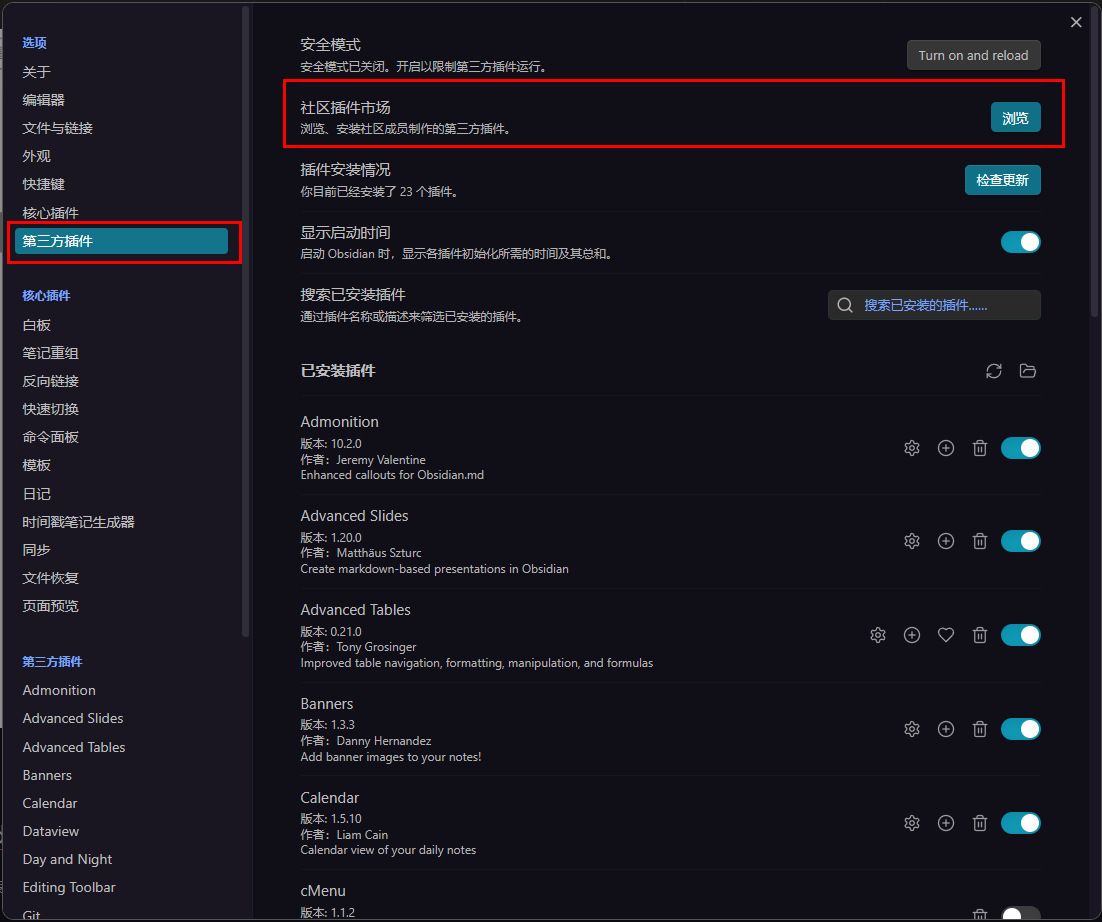 选项
关于
编辑器
文件与链接
外观
快捷键
核心插件
第三方插件
核心插件
白板
笔记重组
反向链接
快速切换
命令面板
模板
日记
时间戳笔记生成器
同步
文件恢复
页面预览
第三方插件
Admonition
Advanced Slides
Advanced Tables
Banners
Calendar
Dataview
Day and Night
Editing Toolbar
Git
安全模式
安全模式已关闭。开启以限制第三方插件运行。
Turn on and reload
社区插件市场
浏览、安装社区成员制作的第三方插件。
浏览
插件安装情况
你目前已经安装了 23 个插件。
检查更新
显示启动时间
启动 Obsidian 时，显示各插件初始化所需的时间及其总和。
搜索已安装插件
通过插件名称或描述来筛选已安装的插件。
搜索已安装的插件......
已安装插件
Admonition
版本: 10.2.0
作者： Jeremy Valentine
Enhanced callouts for Obsidian.md
Advanced Slides
版本: 1.20.0
作者： Matthäus Szturc
Create markdown-based presentations in Obsidian
Advanced Tables
版本: 0.21.0
作者： Tony Grosinger
Improved table navigation, formatting, manipulation, and formulas
Banners
版本: 1.3.3
作者： Danny Hernandez
Add banner images to your notes!
Calendar
版本: 1.5.10
作者： Liam Cain
Calendar view of your daily notes
cMenu
版本: 1.1.2